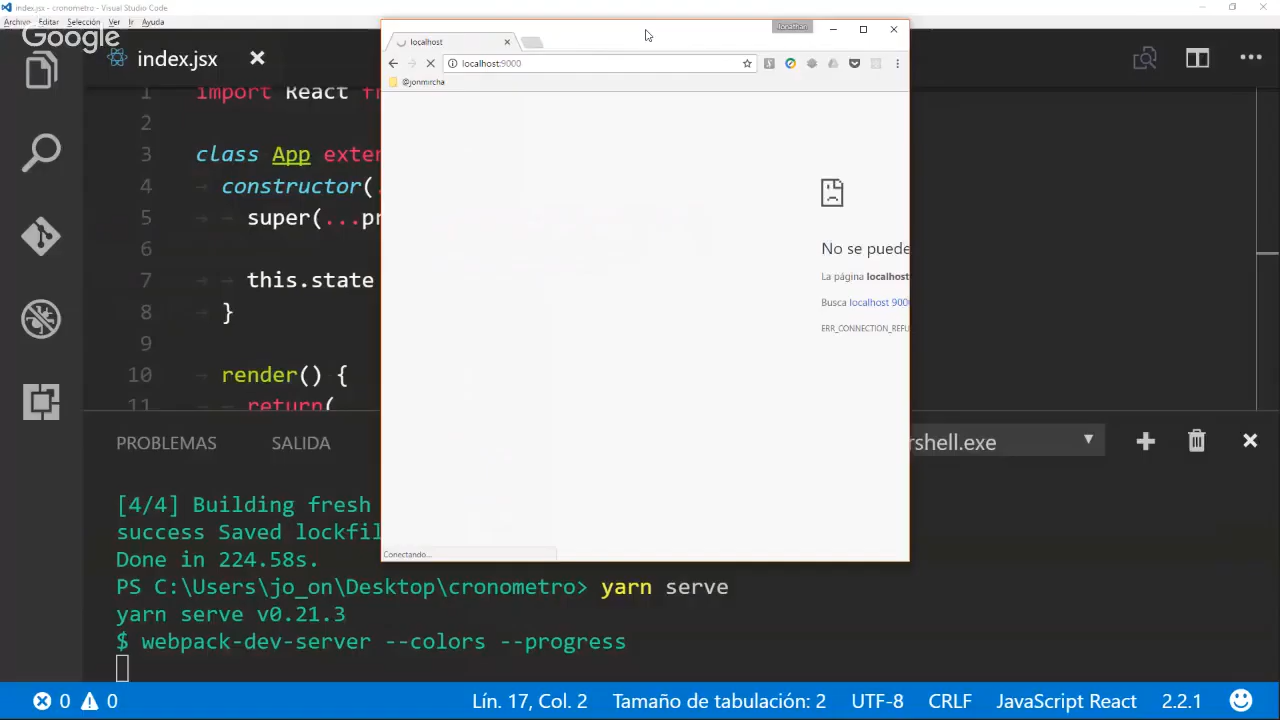 index.jsx - cronometro - Visual Studio Code
Archivo Editar Selección Ver Ir Ayuda
Google
index.jsx
1 import React fr
2
3 class App exten
4 constructor(.
5 super(...pr
6
7 this.state
8 }
9
10 render() {
11 return(
Jonathan
localhost
localhost:9000
@jonmircha
No se puede
La página localhost
Busca localhost 900
ERR_CONNECTION_REFU
Conectando...
PROBLEMAS SALIDA
rshell.exe
[4/4] Building fresh
success Saved lockfil
Done in 224.58s.
PS C:\Users\jo_on\Desktop\cronometro> yarn serve
yarn serve v0.21.3
$ webpack-dev-server --colors --progress
0 0 Lín. 17, Col. 2 Tamaño de tabulación: 2 UTF-8 CRLF JavaScript React 2.2.1